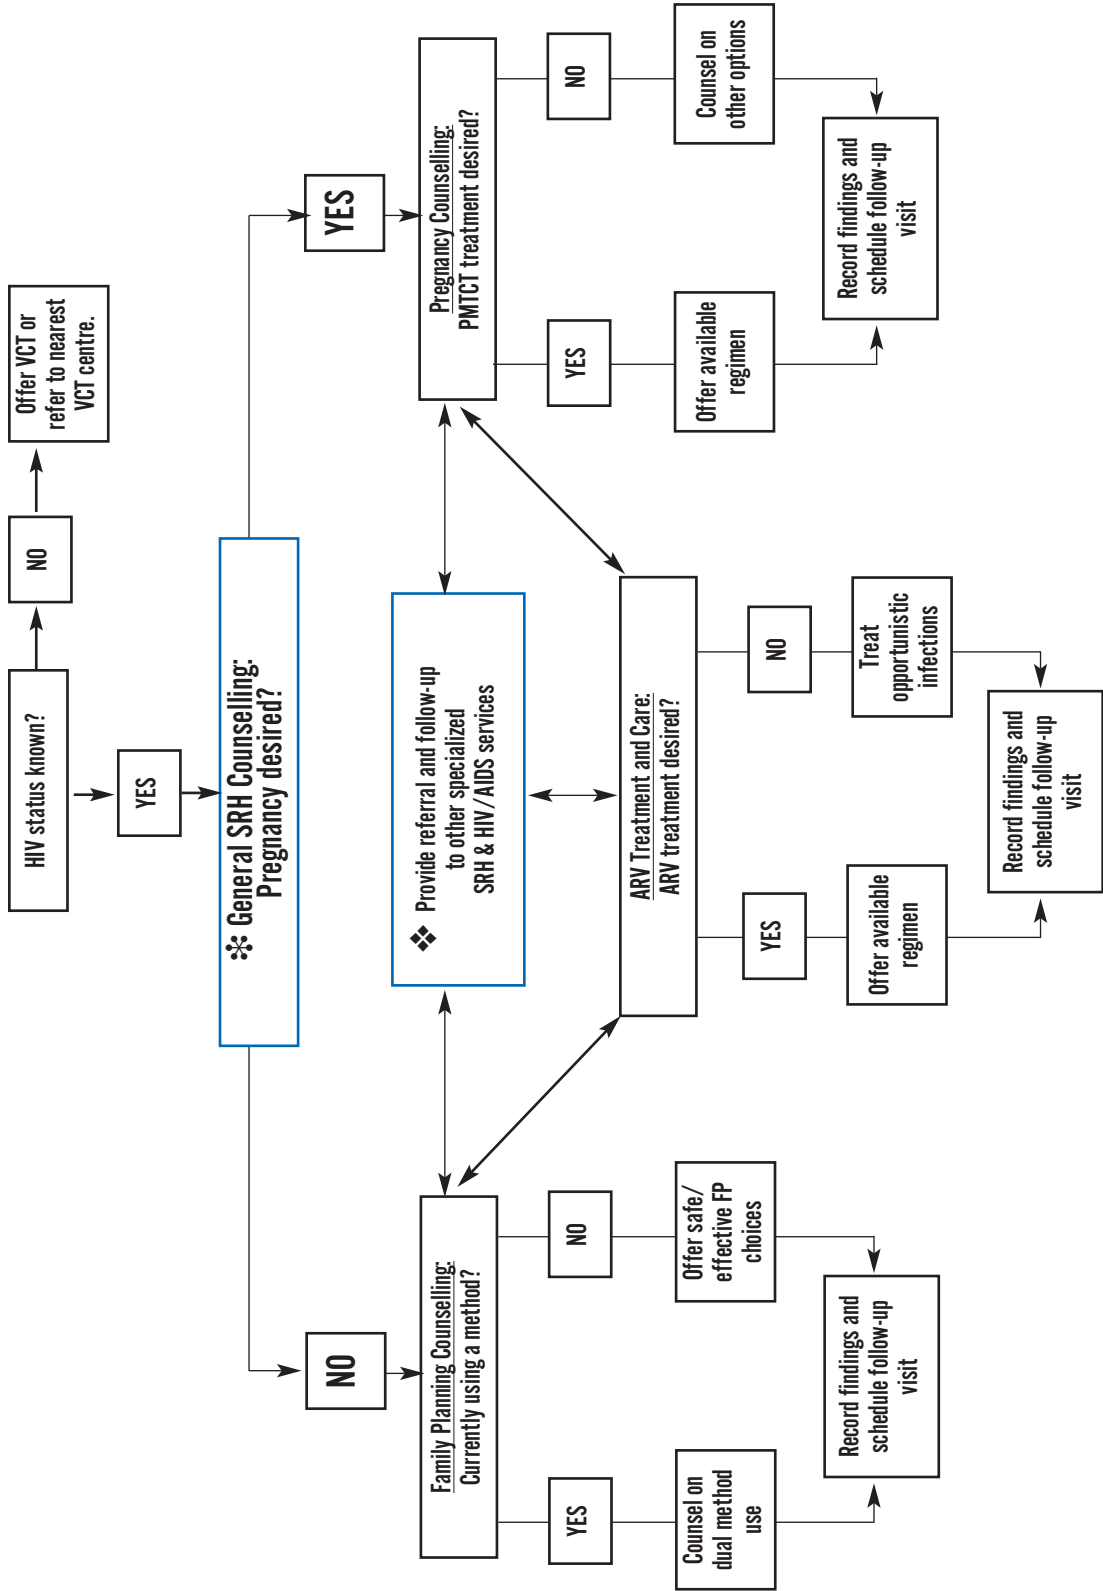 HIV status known?
NO
Offer VCT or
refer to nearest
VCT centre.
YES
General SRH Counselling:
Pregnancy desired?
NO
YES
Family Planning Counselling:
Currently using a method?
Provide referral and follow-up
to other specialized
SRH & HIV/AIDS services
Pregnancy Counselling:
PMTCT treatment desired?
YES
NO
Counsel on
dual method
use
Offer safe/
effective FP
choices
Record findings and
schedule follow-up
visit
ARV Treatment and Care:
ARV treatment desired?
YES
NO
Offer available
regimen
Treat
opportunistic
infections
Record findings and
schedule follow-up
visit
YES
NO
Offer available
regimen
Counsel on
other options
Record findings and
schedule follow-up
visit